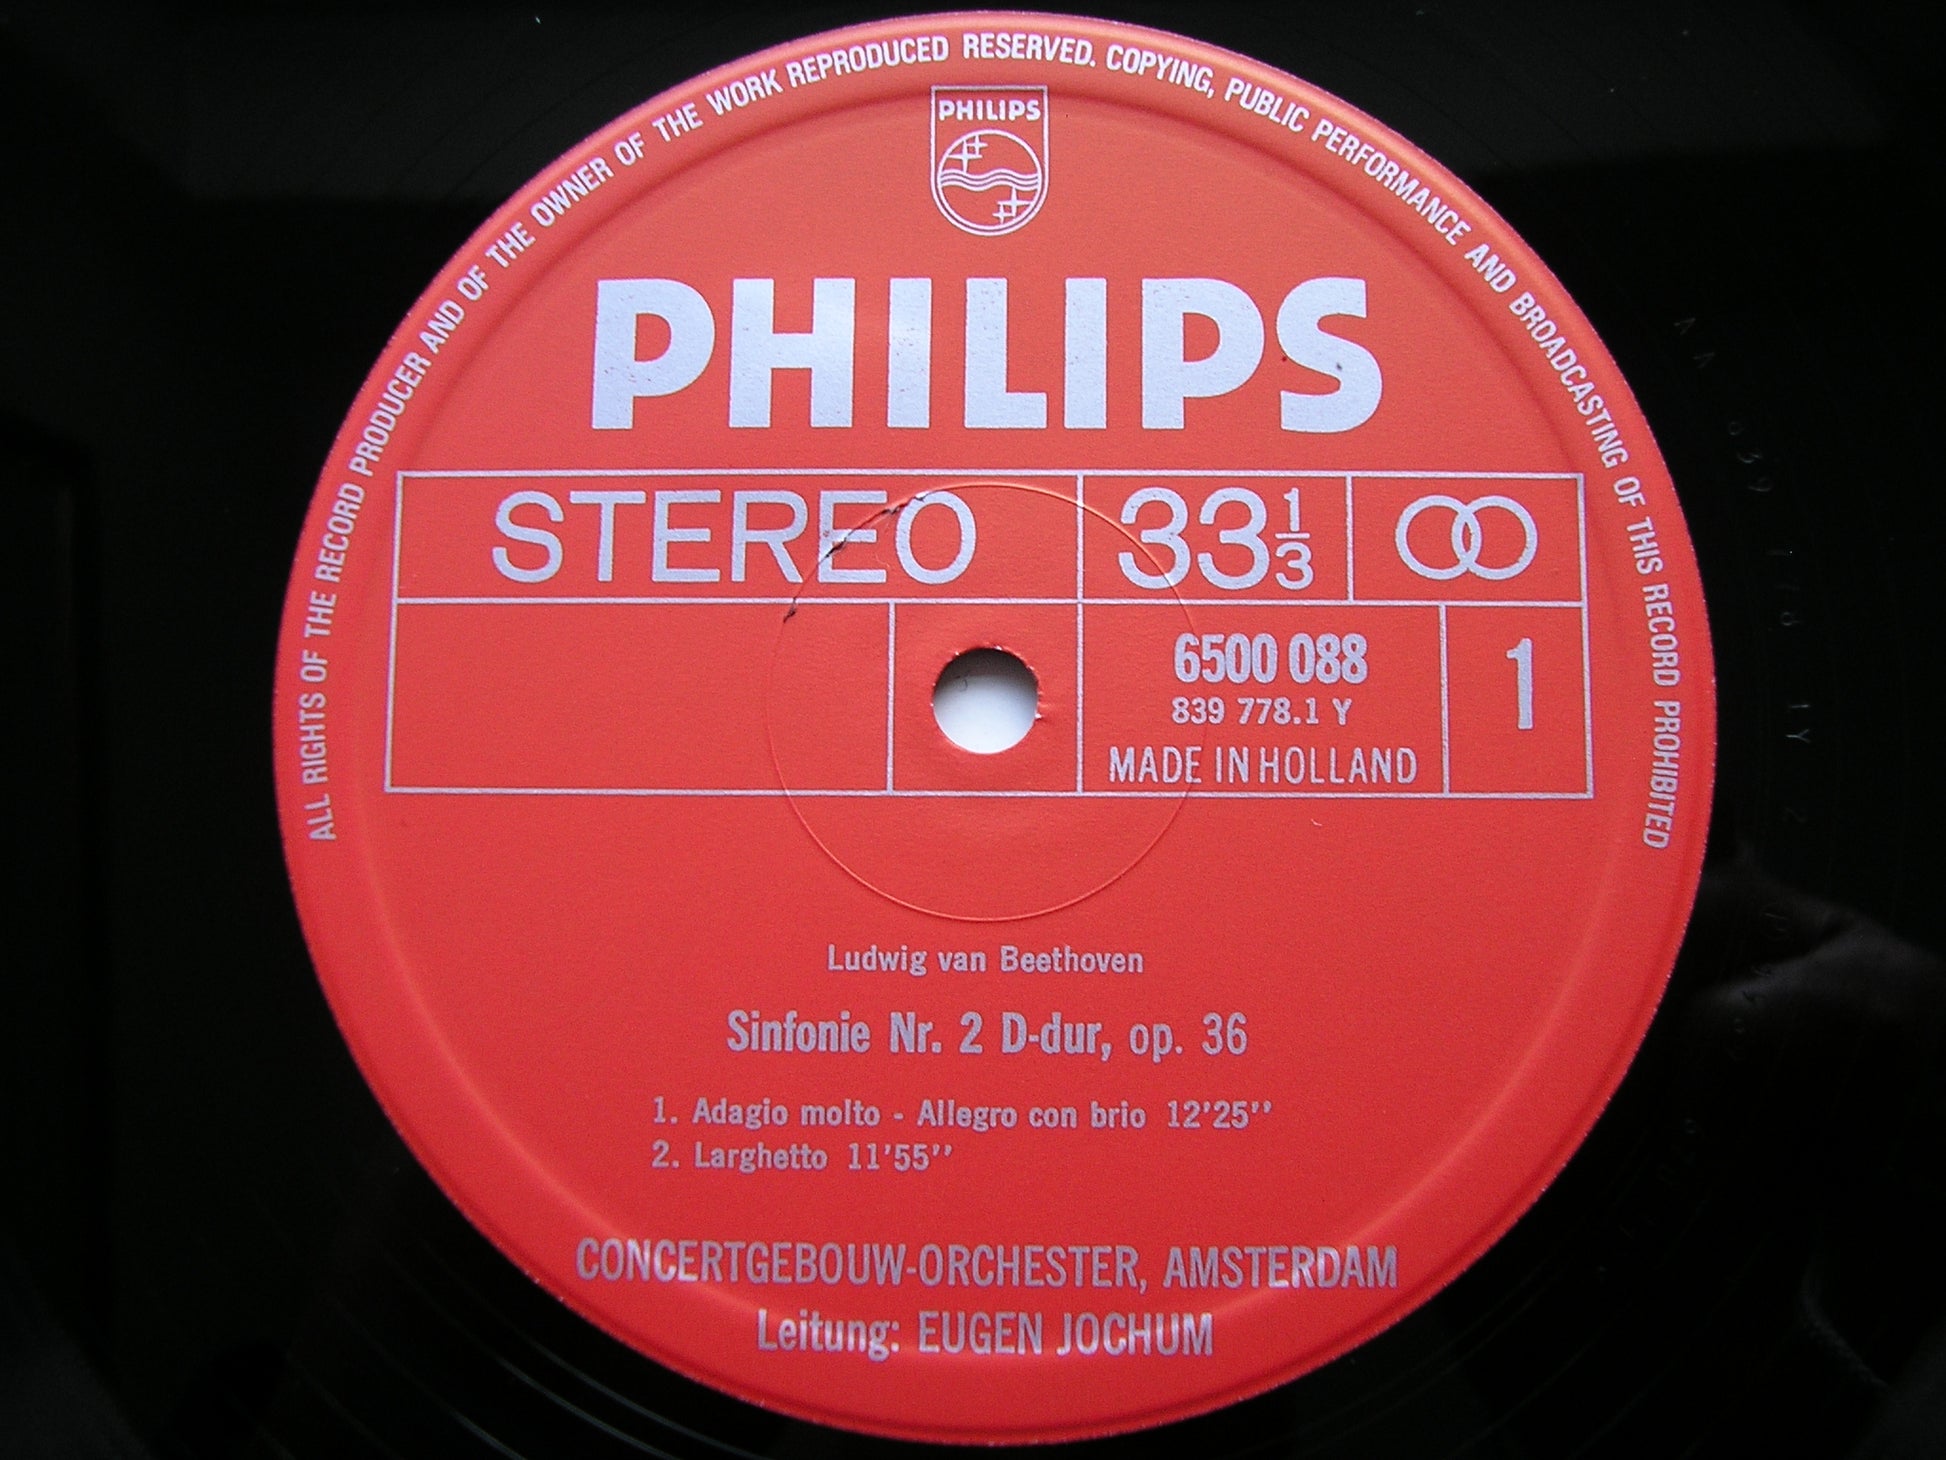 ALL RIGHTS OF THE RECORD PRODUCER AND OF THE OWNER OF THE WORK REPRODUCED RESERVED. COPYING, PUBLIC PERFORMANCE AND BROADCASTING OF THIS RECORD PROHIBITED
PHILIPS
PHILIPS
STEREO 33 1/3
6500 088 1
839 778.1 Y
MADE IN HOLLAND
Ludwig van Beethoven
Sinfonie Nr. 2 D-dur, op. 36
1. Adagio molto - Allegro con brio 12'25''
2. Larghetto 11'55''
CONCERTGEBOUW-ORCHESTER, AMSTERDAM
Leitung: EUGEN JOCHUM